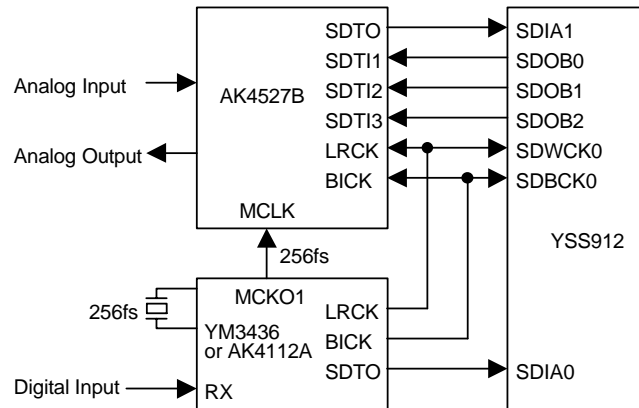 SDTO
SDIA1
SDTI1
SDOB0
Analog Input
AK4527B
SDTI2
SDOB1
SDTI3
SDOB2
Analog Output
LRCK
SDWCK0
BICK
SDBCK0
MCLK
YSS912
256fs
MCKO1
LRCK
256fs
YM3436
or AK4112A
BICK
SDTO
SDIA0
Digital Input
RX